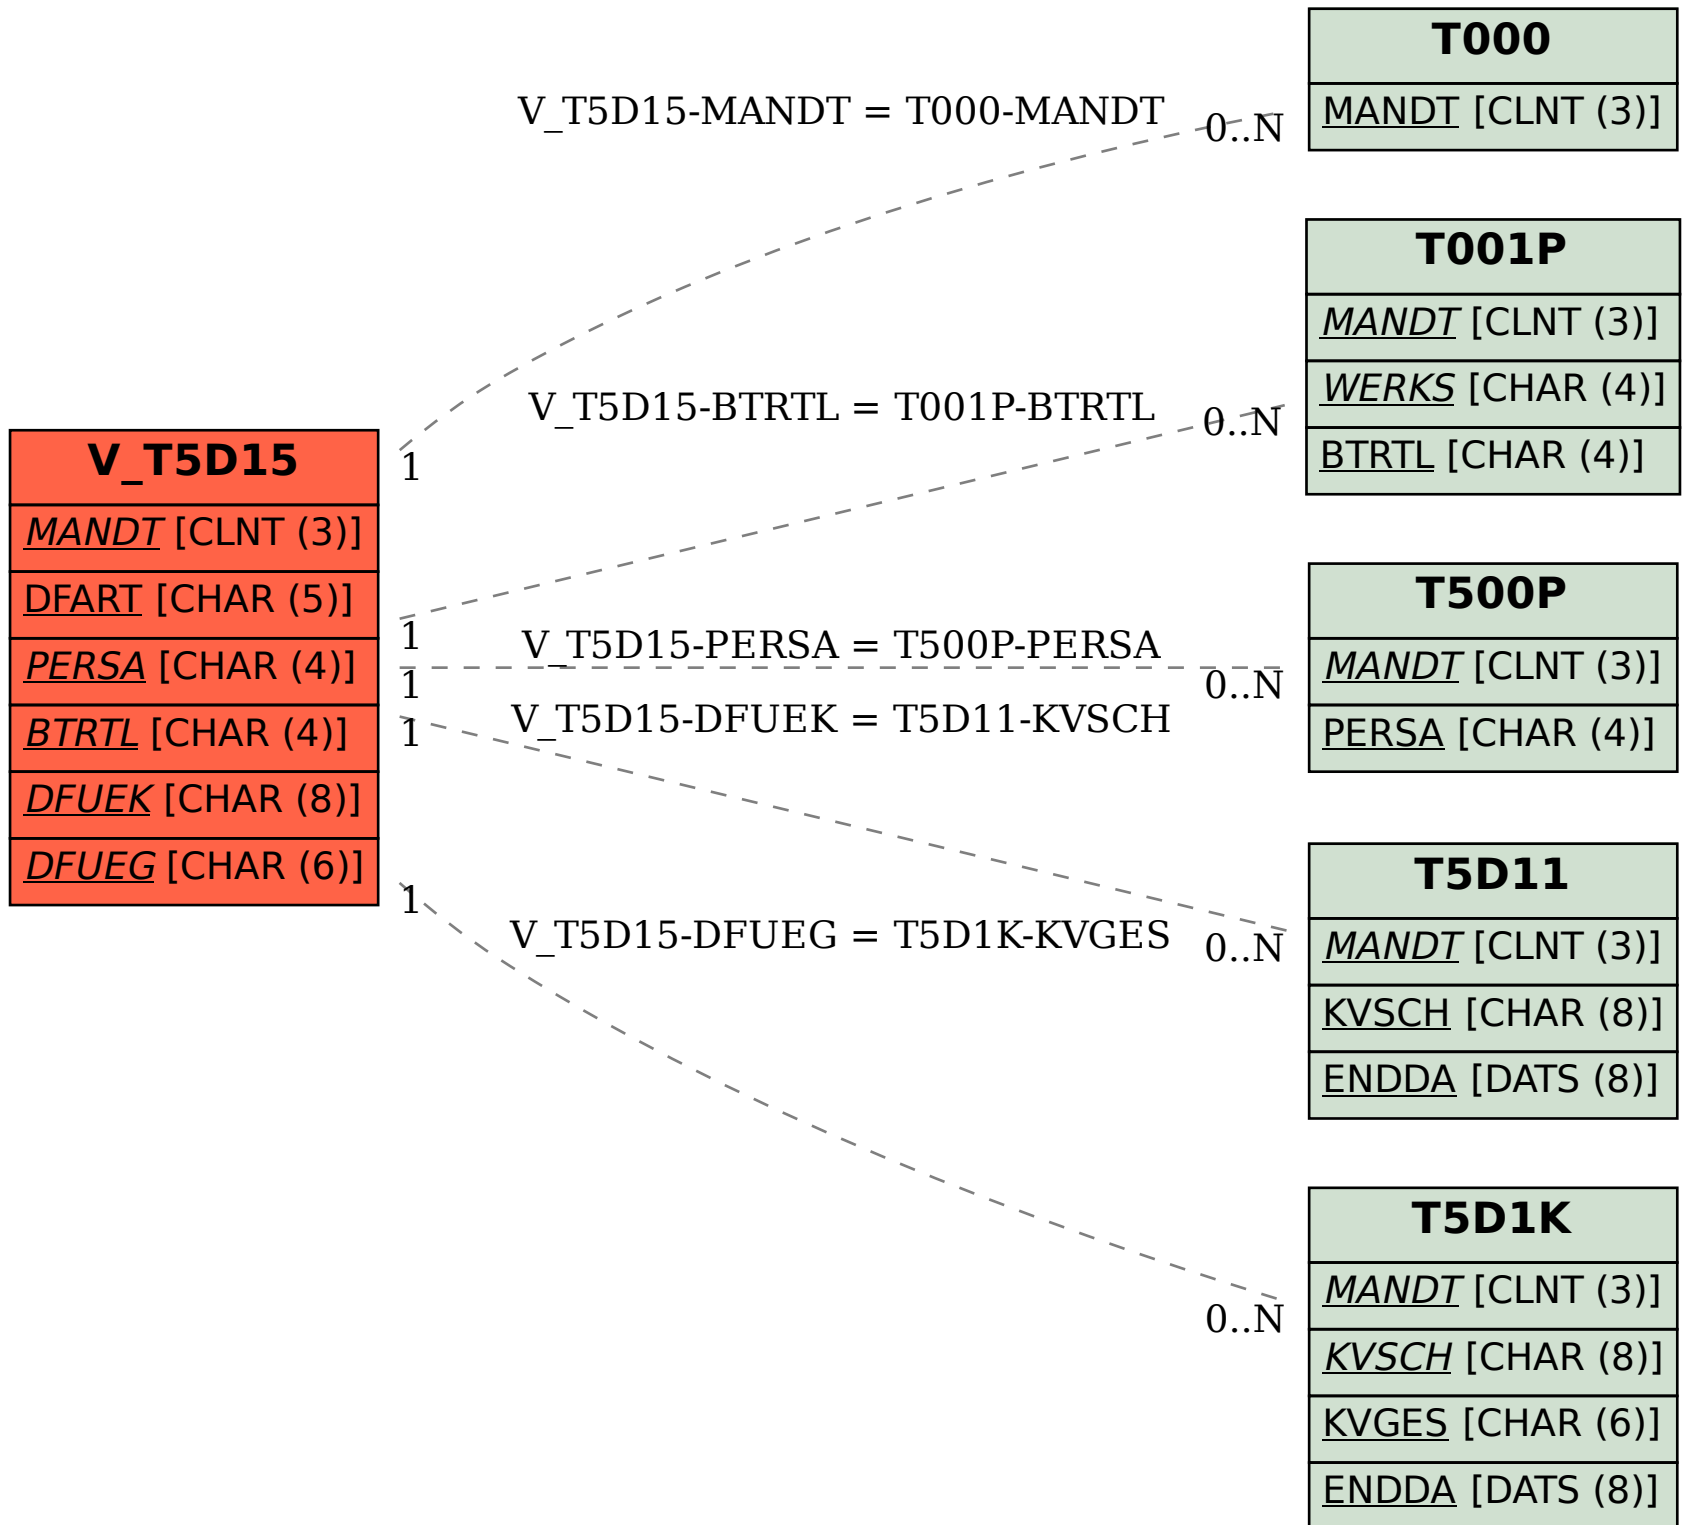 T000
MANDT [CLNT (3)]
V_T5D15-MANDT = T000-MANDT
0..N
T001P
MANDT [CLNT (3)]
WERKS [CHAR (4)]
BTRTL [CHAR (4)]
V_T5D15-BTRTL = T001P-BTRTL
0..N
V_T5D15
MANDT [CLNT (3)]
DFART [CHAR (5)]
PERSA [CHAR (4)]
BTRTL [CHAR (4)]
DFUEK [CHAR (8)]
DFUEG [CHAR (6)]
1
1
1
1
1
V_T5D15-PERSA = T500P-PERSA
0..N
T500P
MANDT [CLNT (3)]
PERSA [CHAR (4)]
V_T5D15-DFUEK = T5D11-KVSCH
0..N
T5D11
MANDT [CLNT (3)]
KVSCH [CHAR (8)]
ENDDA [DATS (8)]
V_T5D15-DFUEG = T5D1K-KVGES
0..N
T5D1K
MANDT [CLNT (3)]
KVSCH [CHAR (8)]
KVGES [CHAR (6)]
ENDDA [DATS (8)]